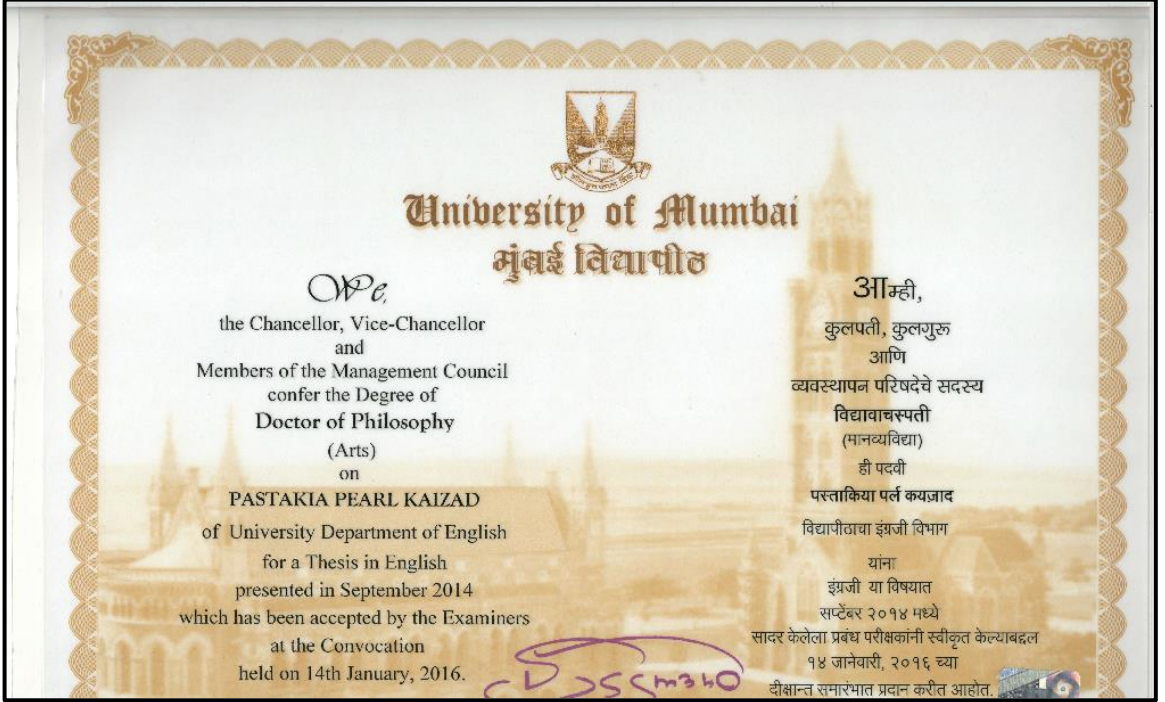 University of Mumbai
मुंबई विद्यापीठ
We,
the Chancellor, Vice-Chancellor
and
Members of the Management Council
confer the Degree of
Doctor of Philosophy
(Arts)
on
PASTAKIA PEARL KAIZAD
of University Department of English
for a Thesis in English
presented in September 2014
which has been accepted by the Examiners
at the Convocation
held on 14th January, 2016.
आम्ही,
कुलपती, कुलगुरू
आणि
व्यवस्थापन परिषदेचे सदस्य
विद्यावाचस्पती
(मानव्यविद्या)
ही पदवी
पस्ताकिया पर्ल कयज़ाद
विद्यापीठाचा इंग्रजी विभाग
यांना
इंग्रजी या विषयात
सप्टेंबर २०१४ मध्ये
सादर केलेला प्रबंध परीक्षकांनी स्वीकृत केल्याबद्दल
१४ जानेवारी, २०१६ च्या
दीक्षान्त समारंभात प्रदान करीत आहोत.